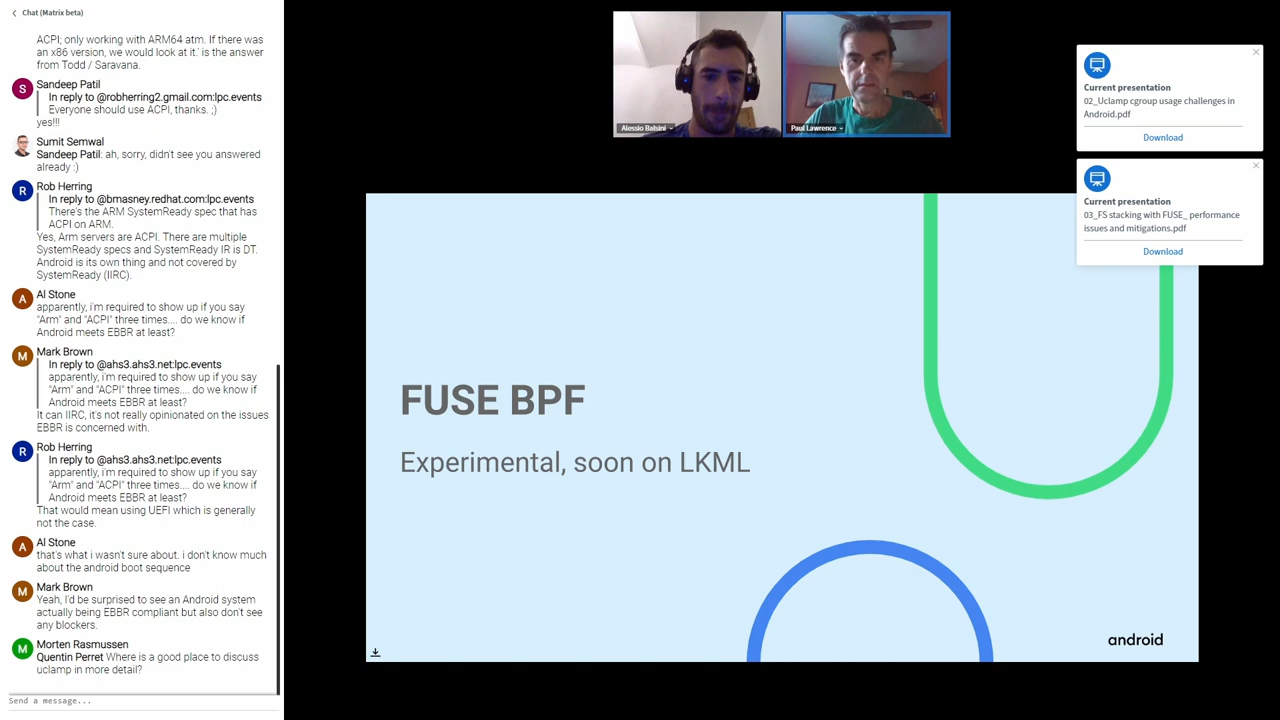 Chat (Matrix beta)
ACPI; only working with ARM64 atm. If there was
an x86 version, we would look at it.` is the answer
from Todd / Saravana.
S
Sandeep Patil
In reply to @robherring2.gmail.com:lpc.events
Everyone should use ACPI, thanks. ;)
yes!!!
Sumit Semwal
Sandeep Patil: ah, sorry, didn't see you answered
already :)
R
Rob Herring
In reply to @bmasney.redhat.com:lpc.events
There's the ARM SystemReady spec that has
ACPI on ARM.
Yes, Arm servers are ACPI. There are multiple
SystemReady specs and SystemReady IR is DT.
Android is its own thing and not covered by
SystemReady (IIRC).
A
Al Stone
apparently, i'm required to show up if you say
"Arm" and "ACPI" three times.... do we know if
Android meets EBBR at least?
M
Mark Brown
In reply to @ahs3.ahs3.net:lpc.events
apparently, i'm required to show up if you say
"Arm" and "ACPI" three times.... do we know if
Android meets EBBR at least?
It can IIRC, it's not really opinionated on the issues
EBBR is concerned with.
R
Rob Herring
In reply to @ahs3.ahs3.net:lpc.events
apparently, i'm required to show up if you say
"Arm" and "ACPI" three times.... do we know if
Android meets EBBR at least?
That would mean using UEFI which is generally
not the case.
A
Al Stone
that's what i wasn't sure about. i don't know much
about the android boot sequence
M
Mark Brown
Yeah, I'd be surprised to see an Android system
actually being EBBR compliant but also don't see
any blockers.
M
Morten Rasmussen
Quentin Perret Where is a good place to discuss
uclamp in more detail?
Send a message...
Alessio Balsini
Paul Lawrence
FUSE BPF
Experimental, soon on LKML
android
Current presentation
02_Uclamp cgroup usage challenges in
Android.pdf
Download
Current presentation
03_FS stacking with FUSE_ performance
issues and mitigations.pdf
Download